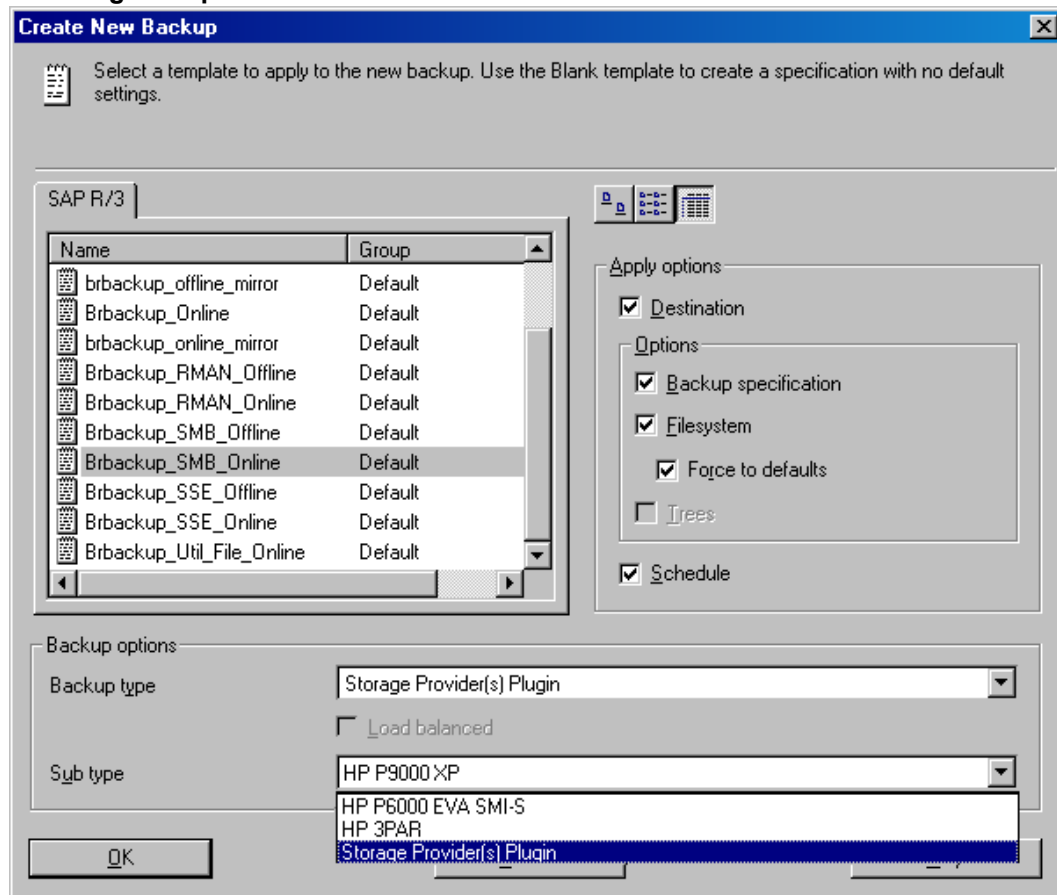 Create New Backup
Select a template to apply to the new backup. Use the Blank template to create a specification with no default
settings.
SAP R/3
Name Group
brbackup_offline_mirror Default
Brbackup_Online Default
brbackup_online_mirror Default
Brbackup_RMAN_Offline Default
Brbackup_RMAN_Online Default
Brbackup_SMB_Offline Default
Brbackup_SMB_Online Default
Brbackup_SSE_Offline Default
Brbackup_SSE_Online Default
Brbackup_Util_File_Online Default
Apply options
Destination
Options
Backup specification
Filesystem
Force to defaults
Trees
Schedule
Backup options
Backup type Storage Provider(s) Plugin
Load balanced
Sub type HP P9000 XP
HP P6000 EVA SMI-S
HP 3PAR
Storage Provider(s) Plugin
OK